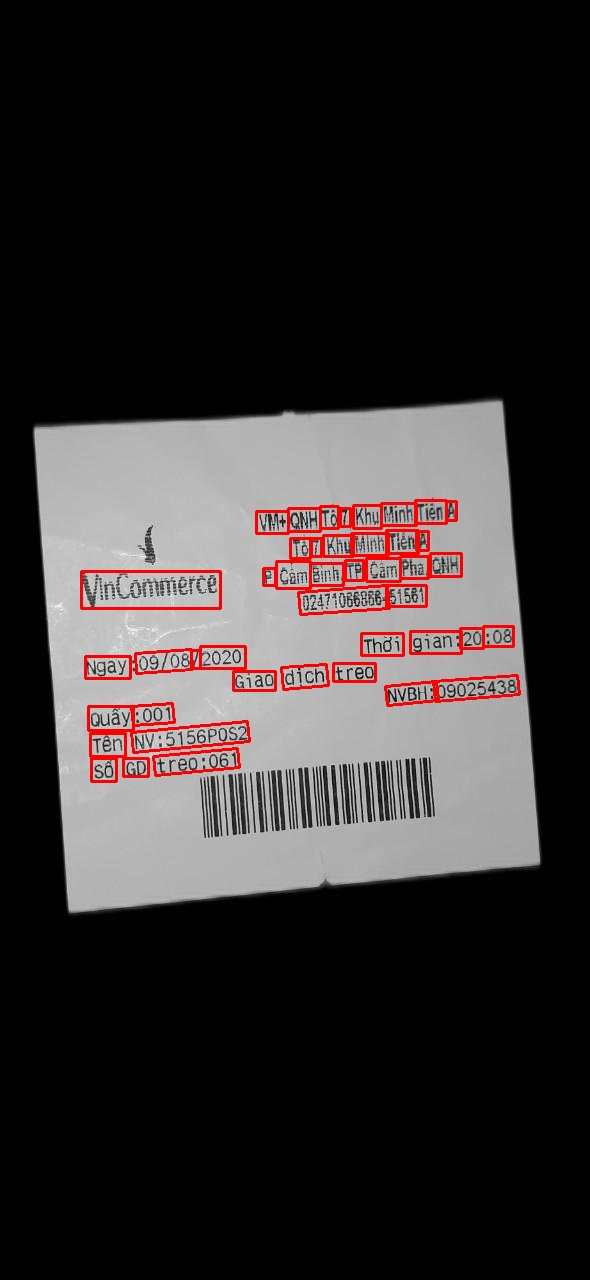 VinCommerce
VM+ QNH Tổ 7 Khu Minh Tiến A
Tổ 7 Khu Minh Tiến A
P Cẩm Bình TP Cẩm Phả QNH
02471066866-51561
Ngay:09/08/2020 Thời gian:20:08
Giao dịch treo
Quầy:001 NVBH:09025438
Tên NV:5156POS2
Số GD treo:061